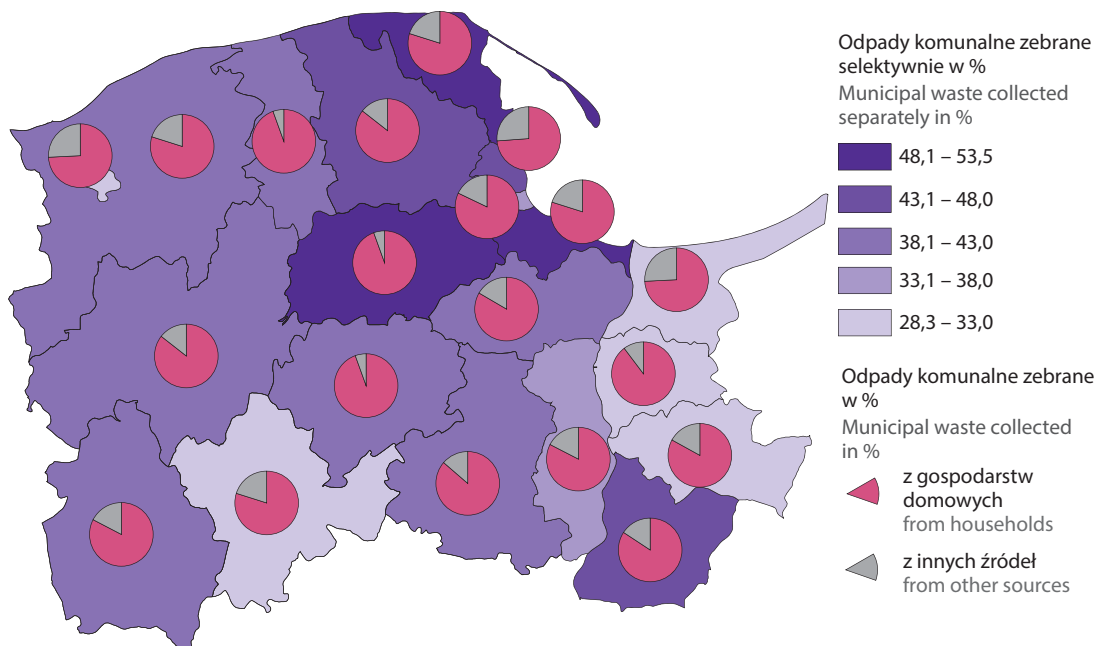 Odpady komunalne zebrane
selektywnie w %
Municipal waste collected
separately in %
48,1 – 53,5
43,1 – 48,0
38,1 – 43,0
33,1 – 38,0
28,3 – 33,0
Odpady komunalne zebrane
w %
Municipal waste collected
in %
z gospodarstw
domowych
from households
z innych źródeł
from other sources